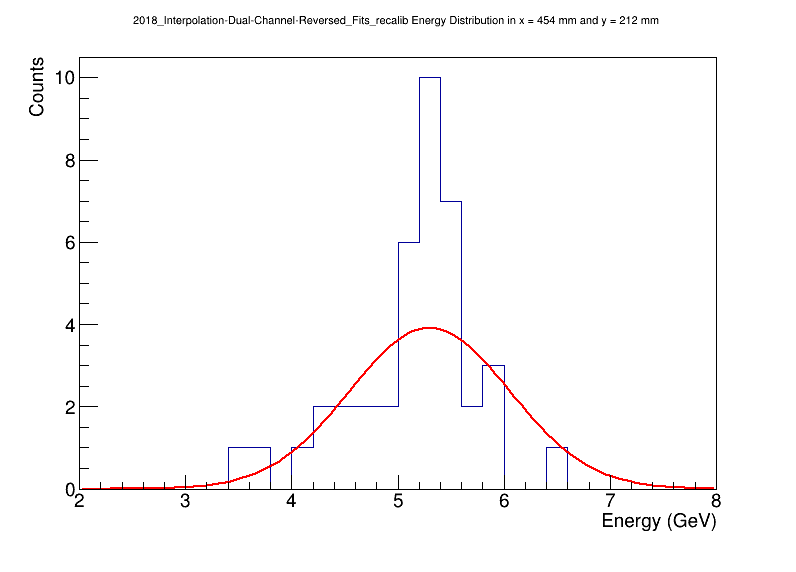 2018_Interpolation-Dual-Channel-Reversed_Fits_recalib Energy Distribution in x = 454 mm and y = 212 mm
Counts
10
8
6
4
2
0
2 3 4 5 6 7 8
Energy (GeV)